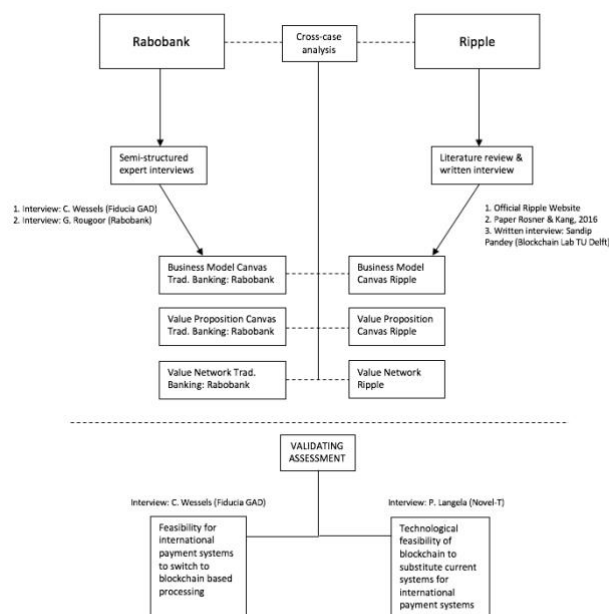 Rabobank
Cross-case
analysis
Ripple
Semi-structured
expert interviews
Literature review &
written interview
1. Interview: C. Wessels (Fiducia GAD)
2. Interview: G. Rougoor (Rabobank)
1. Official Ripple Website
2. Paper Rosner & Kang, 2016
3. Written interview: Sandip
Pandey (Blockchain Lab TU Delft)
Business Model Canvas
Trad. Banking: Rabobank
Business Model
Canvas Ripple
Value Proposition Canvas
Trad. Banking: Rabobank
Value Proposition
Canvas Ripple
Value Network Trad.
Banking: Rabobank
Value Network
Ripple
VALIDATING
ASSESSMENT
Interview: C. Wessels (Fiducia GAD)
Interview: P. Langela (Novel-T)
Feasibility for
international
payment systems
to switch to
blockchain based
processing
Technological
feasibility of
blockchain to
substitute current
systems for
international
payment systems